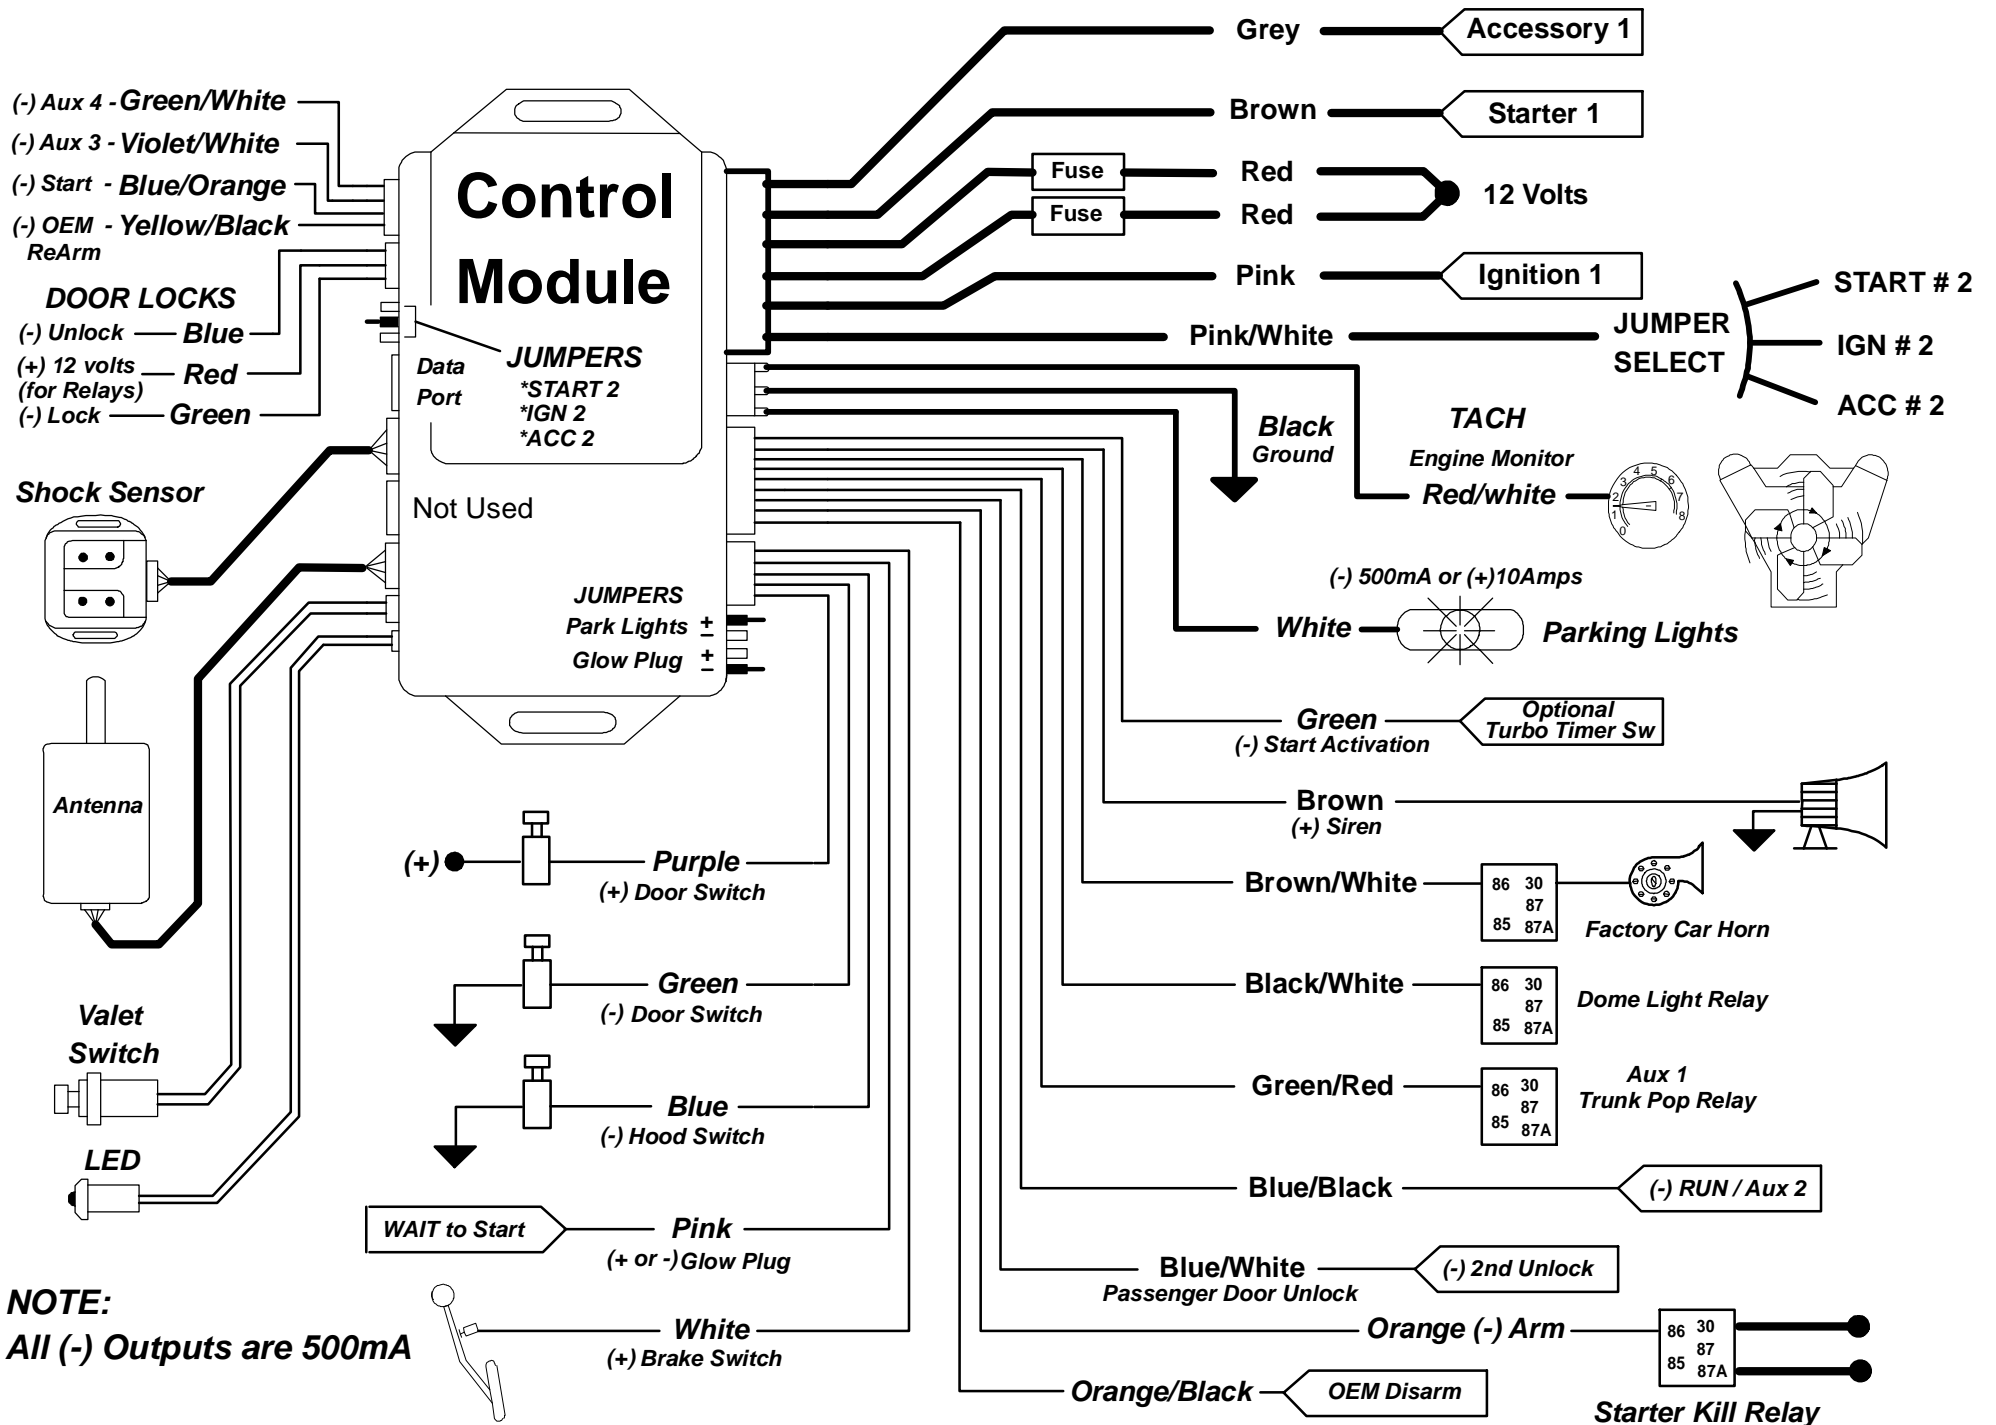 Grey
Accessory 1
Brown
Starter 1
Fuse
Red
Fuse
Red
12 Volts
Pink
Ignition 1
Pink/White
JUMPER
SELECT
START # 2
IGN # 2
ACC # 2
(-) Aux 4 - Green/White
(-) Aux 3 - Violet/White
(-) Start - Blue/Orange
(-) OEM - Yellow/Black
ReArm
DOOR LOCKS
(-) Unlock Blue
(+) 12 volts Red
(for Relays)
(-) Lock Green
Control
Module
Data
Port
JUMPERS
*START 2
*IGN 2
*ACC 2
Not Used
JUMPERS
Park Lights + –
Glow Plug + –
Shock Sensor
Antenna
Valet
Switch
LED
Black
Ground
TACH
Engine Monitor
Red/white
0 1 2 3 4 5 6 7 8
(-) 500mA or (+)10Amps
White
Parking Lights
Green
(-) Start Activation
Optional
Turbo Timer Sw
Brown
(+) Siren
Brown/White
86 30
87
85 87A
Factory Car Horn
Black/White
86 30
87
85 87A
Dome Light Relay
Green/Red
86 30
87
85 87A
Aux 1
Trunk Pop Relay
Blue/Black
(-) RUN / Aux 2
Blue/White
Passenger Door Unlock
(-) 2nd Unlock
Orange (-) Arm
86 30
87
85 87A
Starter Kill Relay
Orange/Black
OEM Disarm
(+)
Purple
(+) Door Switch
Green
(-) Door Switch
Blue
(-) Hood Switch
WAIT to Start
Pink
(+ or -) Glow Plug
White
(+) Brake Switch
NOTE:
All (-) Outputs are 500mA